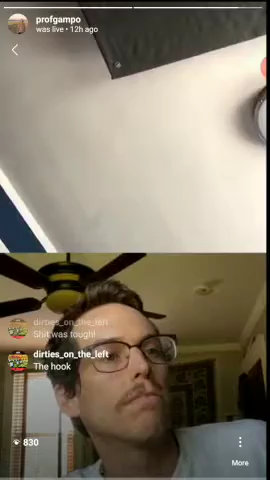 profgampo
was live • 12h ago
dirties_on_the_left
Shit was tough!
dirties_on_the_left
The hook
830
More